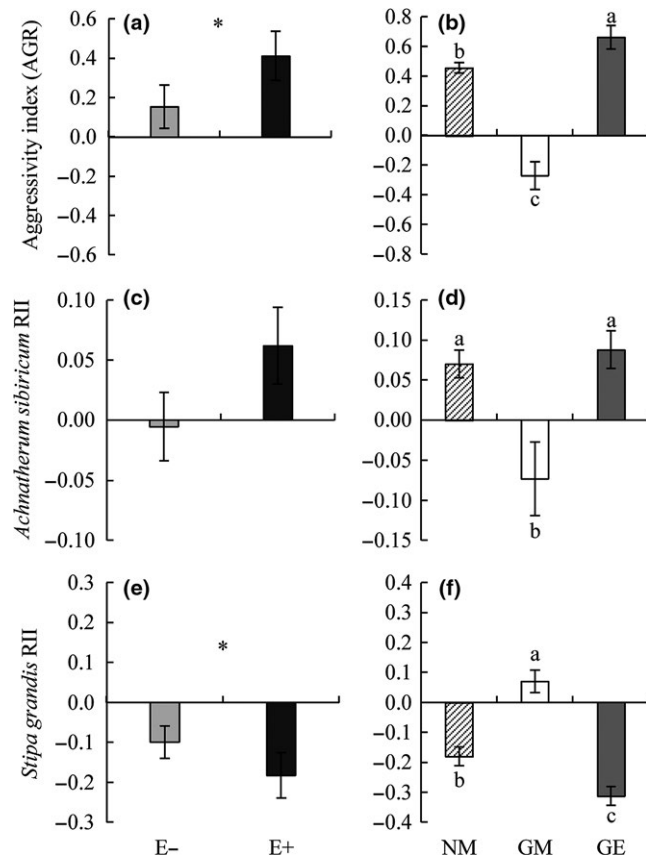 (a)
*
Aggressivity index (AGR)
0.6
0.4
0.2
0.0
−0.2
−0.4
−0.6
(b)
b
a
c
0.8
0.6
0.4
0.2
0.0
−0.2
−0.4
−0.6
−0.8
(c)
Achnatherum sibiricum RII
0.10
0.05
0.00
−0.05
−0.10
(d)
a
a
b
0.15
0.10
0.05
0.00
−0.05
−0.10
0.15
(e)
*
Stipa grandis RII
0.3
0.2
0.1
0.0
−0.1
−0.2
−0.3
E−
E+
(f)
a
b
c
0.4
0.3
0.2
0.1
0.0
−0.1
−0.2
−0.3
−0.4
NM
GM
GE